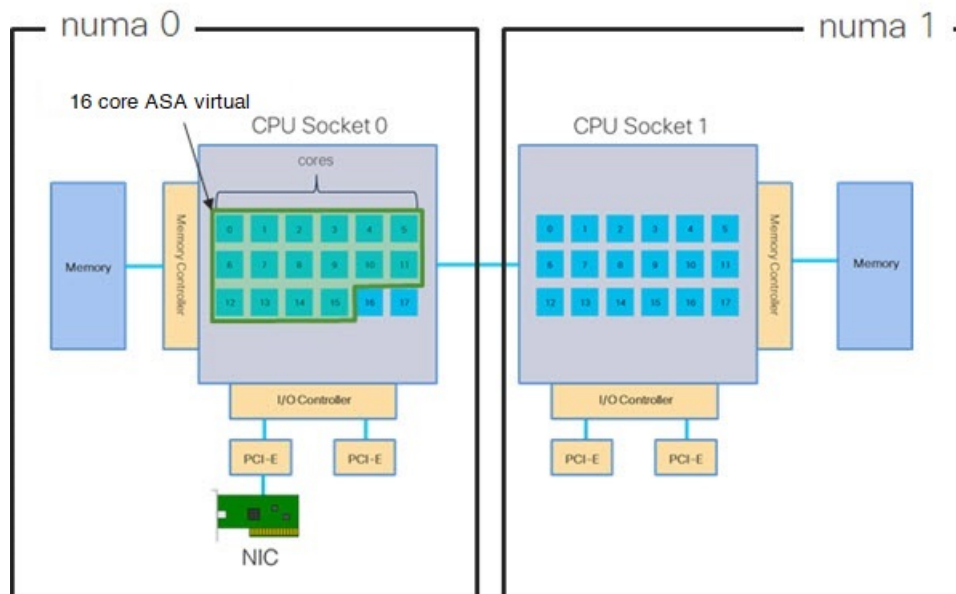 numa 0
numa 1
16 core ASA virtual
CPU Socket 0
CPU Socket 1
cores
Memory
Memory Controller
0 1 2 3 4 5
6 7 8 9 10 11
12 13 14 15 16 17
0 1 2 3 4 5
6 7 8 9 10 11
12 13 14 15 16 17
Memory Controller
Memory
I/O Controller
I/O Controller
PCI-E
PCI-E
PCI-E
PCI-E
NIC